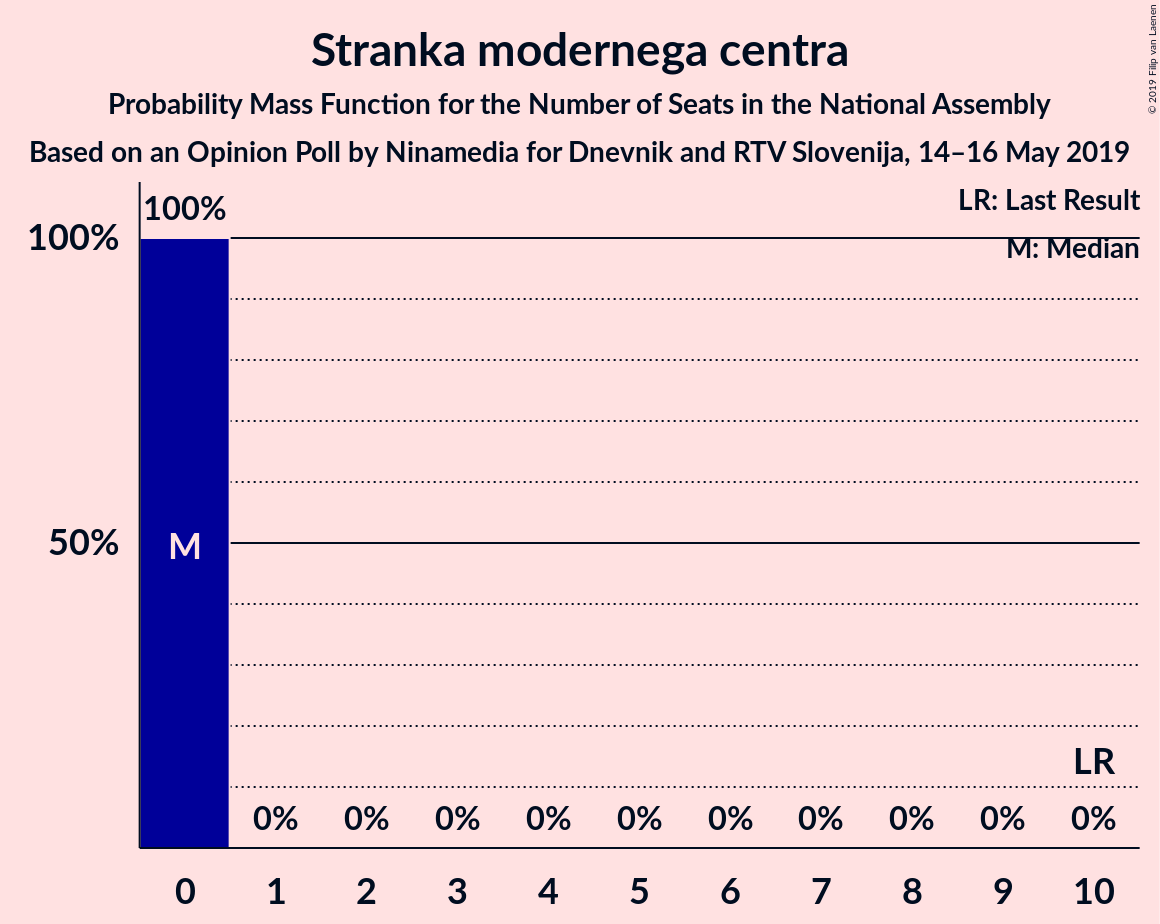 Stranka modernega centra
Probability Mass Function for the Number of Seats in the National Assembly
Based on an Opinion Poll by Ninamedia for Dnevnik and RTV Slovenija, 14–16 May 2019
© 2019 Filip van Laenen
LR: Last Result
M: Median
100%
100%
50%
M
LR
0% 0% 0% 0% 0% 0% 0% 0% 0% 0%
0 1 2 3 4 5 6 7 8 9 10